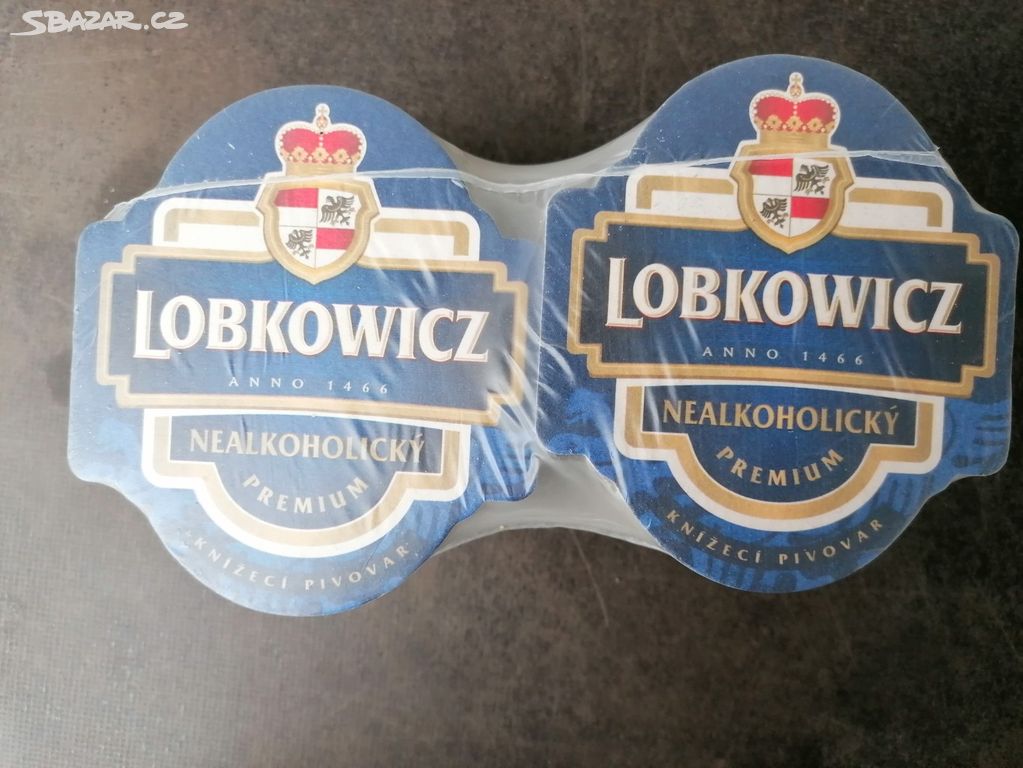 SBAZAR.CZ
LOBKOWICZ
ANNO 1466
NEALKOHOLICKÝ
PREMIUM
KNÍŽECÍ PIVOVAR
LOBKOWICZ
ANNO 1466
NEALKOHOLICKÝ
PREMIUM
KNÍŽECÍ PIVOVAR